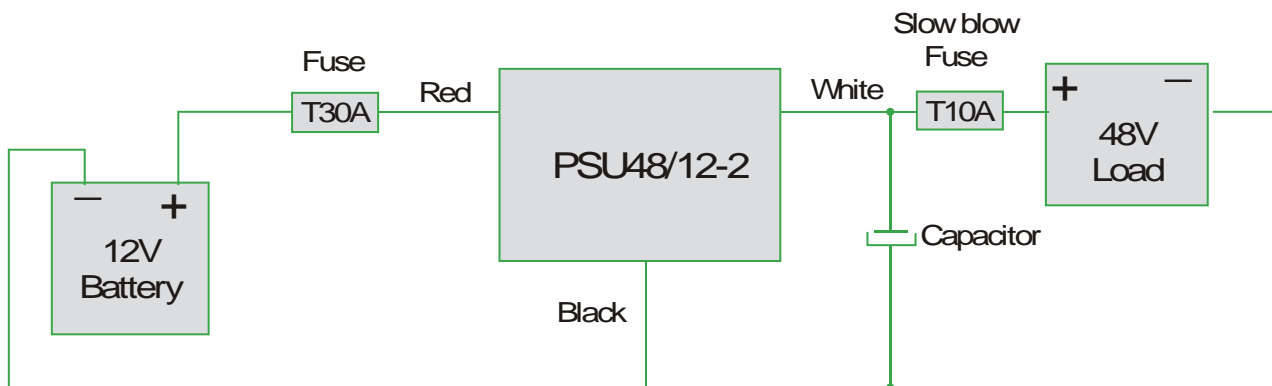 Slow blow
Fuse
Fuse
T30A
Red
White
T10A
+ −
48V
Load
PSU48/12-2
− +
12V
Battery
Capacitor
Black